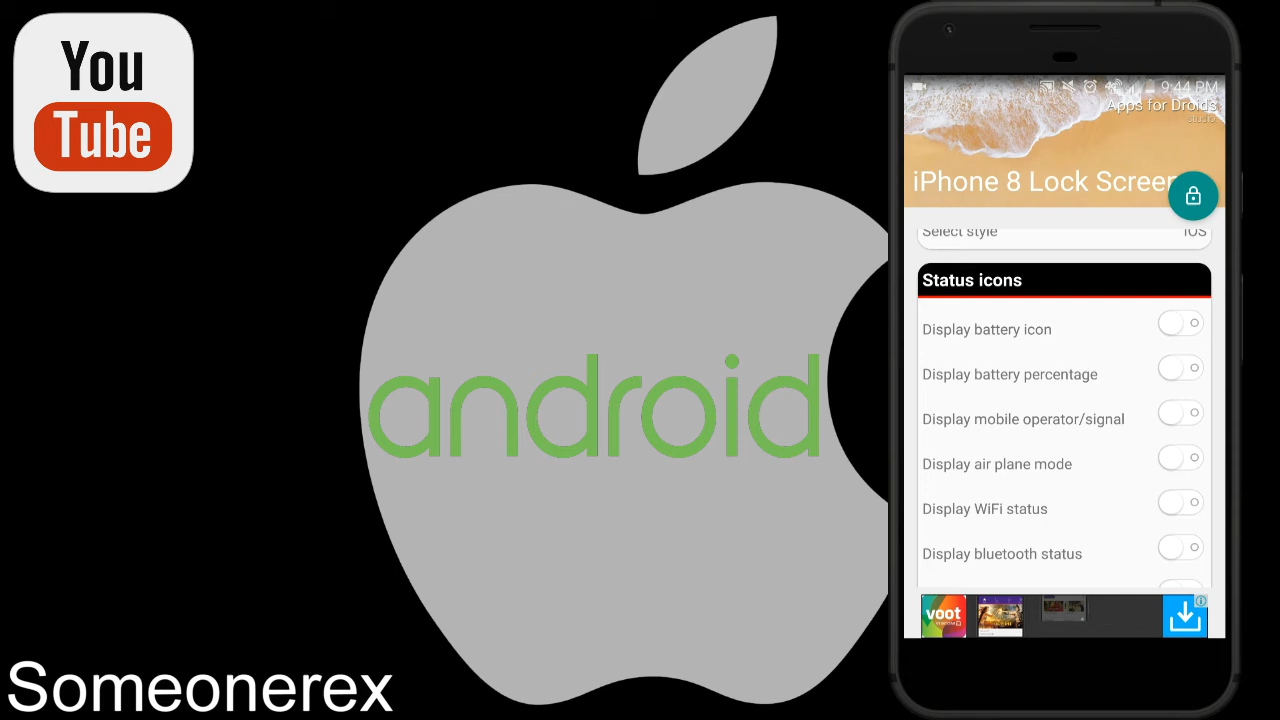 You
Tube
android
Someonerex
9:44 PM
Apps for Droids
studio
iPhone 8 Lock Screen
Select style iOS
Status icons
Display battery icon
Display battery percentage
Display mobile operator/signal
Display air plane mode
Display WiFi status
Display bluetooth status
voot